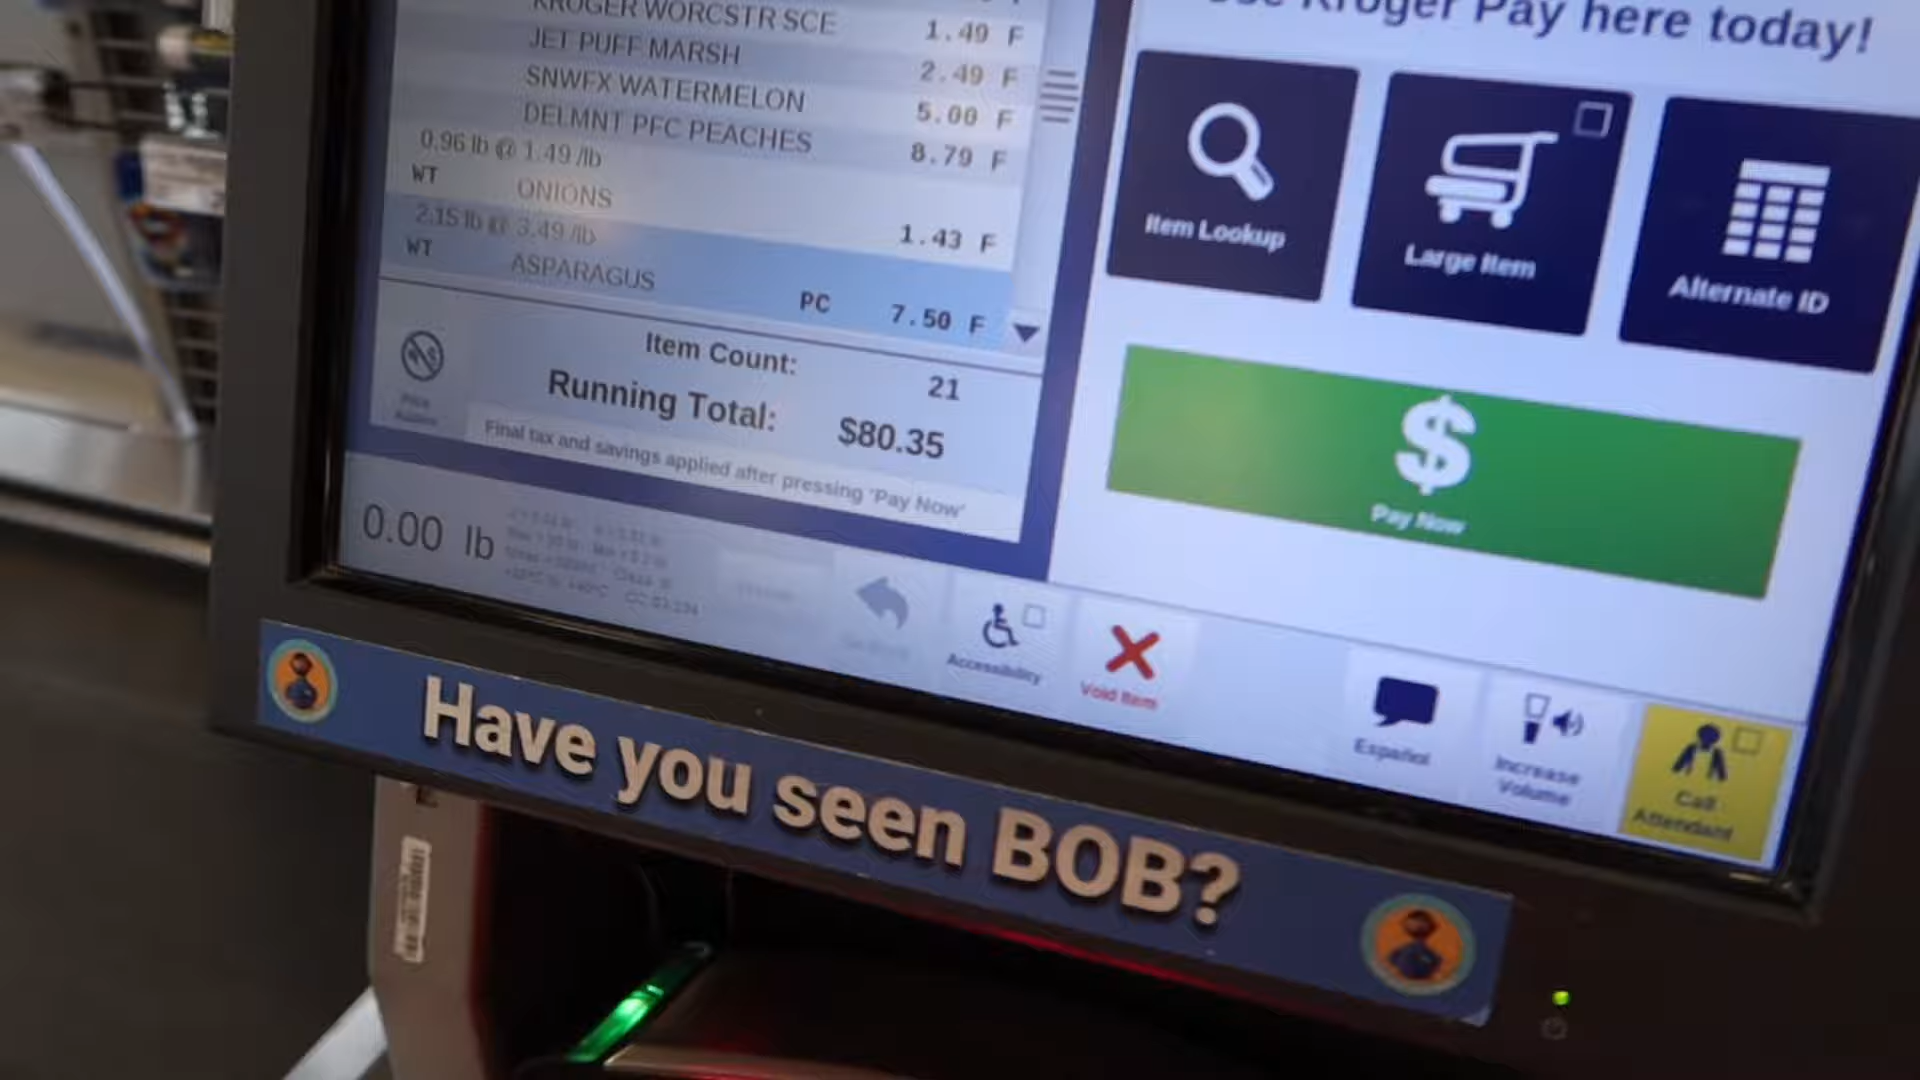 Kroger Pay here today!
KROGER WORCSTR SCE 1.49 F
JET PUFF MARSH 2.49 F
SNWFX WATERMELON 5.00 F
DELMNT PFC PEACHES 8.79 F
0.96 lb @ 1.49 /lb
WT ONIONS 1.43 F
2.15 lb @ 3.49 /lb
WT ASPARAGUS PC 7.50 F
Item Count: 21
Running Total: $80.35
Final tax and savings applied after pressing 'Pay Now'
0.00 lb
Item Lookup
Large Item
Alternate ID
$
Pay Now
Accessibility
Void Item
Español
Increase
Volume
Call
Attendant
Have you seen BOB?